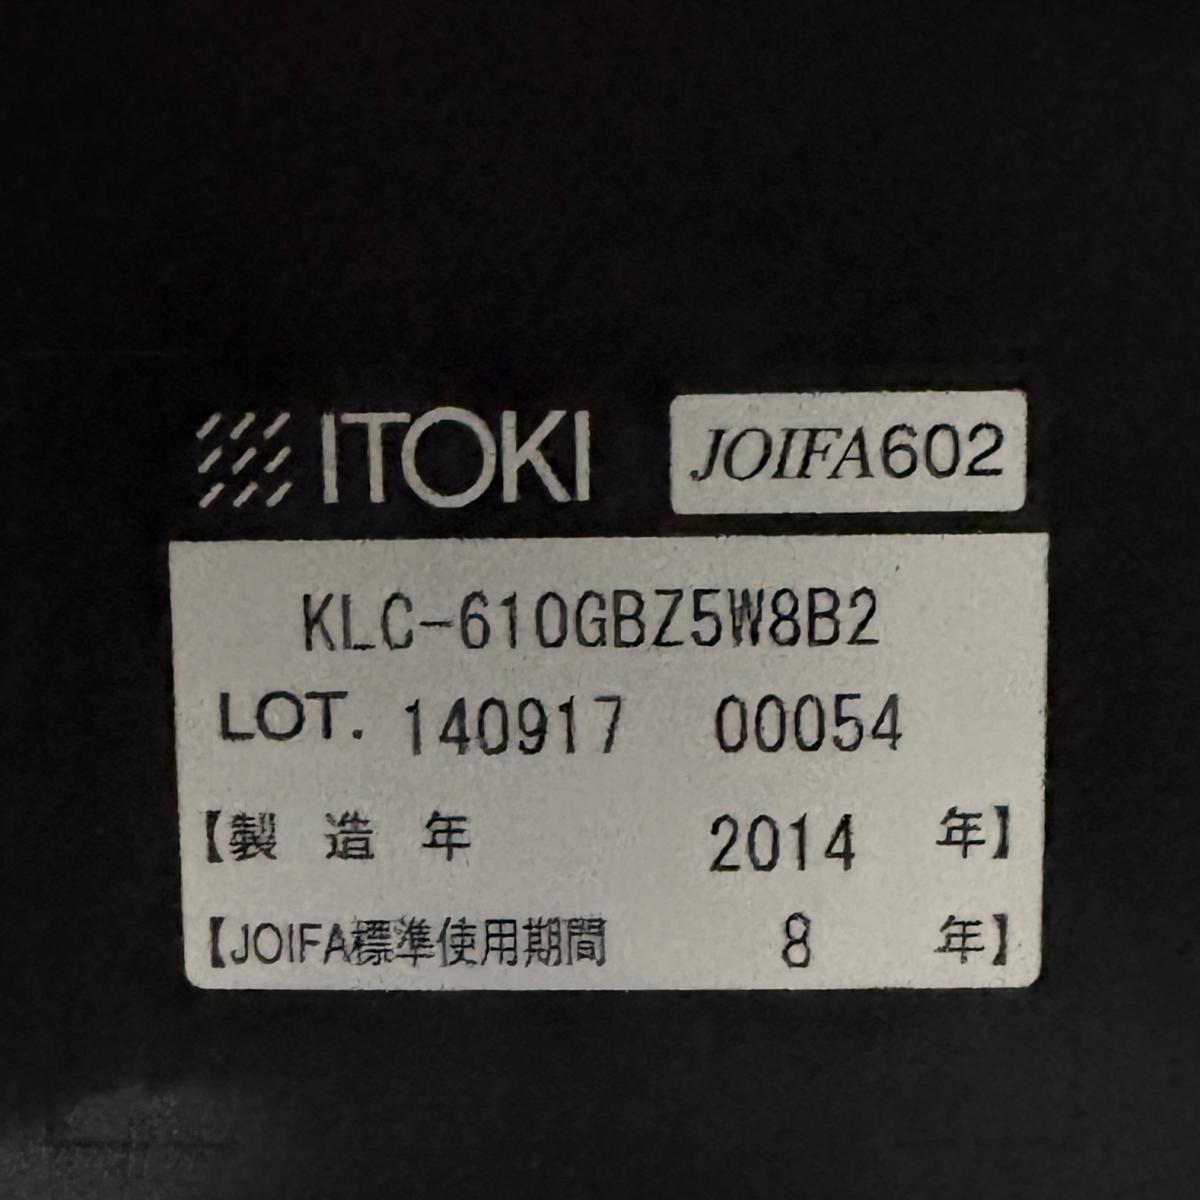 ITOKI JOIFA602
KLC-610GBZ5W8B2
LOT. 140917 00054
【製造年 2014 年】
【JOIFA標準使用期間 8 年】